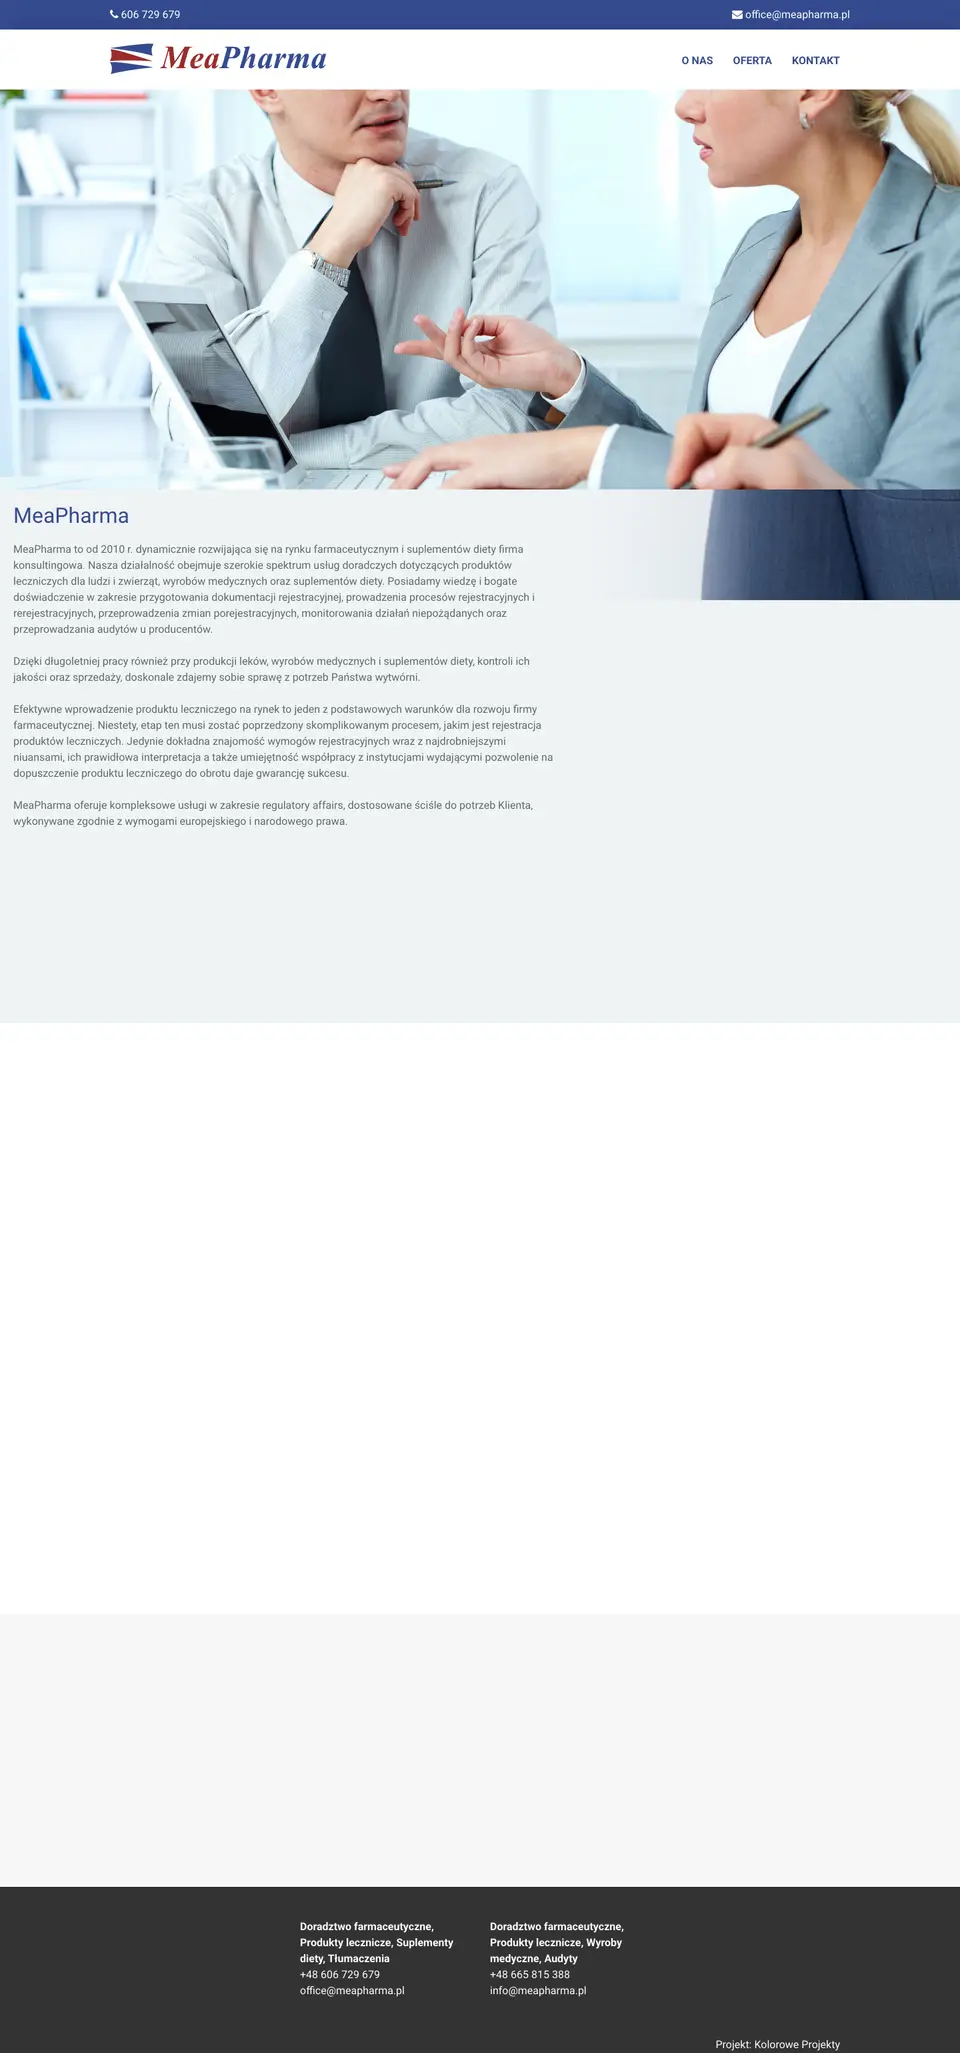 606 729 679
office@meapharma.pl
MeaPharma
O NAS
OFERTA
KONTAKT
MeaPharma
MeaPharma to od 2010 r. dynamicznie rozwijająca się na rynku farmaceutycznym i suplementów diety firma
konsultingowa. Nasza działalność obejmuje szerokie spektrum usług doradczych dotyczących produktów
leczniczych dla ludzi i zwierząt, wyrobów medycznych oraz suplementów diety. Posiadamy wiedzę i bogate
doświadczenie w zakresie przygotowania dokumentacji rejestracyjnej, prowadzenia procesów rejestracyjnych i
rerejestracyjnych, przeprowadzenia zmian porejestracyjnych, monitorowania działań niepożądanych oraz
przeprowadzania audytów u producentów.
Dzięki długoletniej pracy również przy produkcji leków, wyrobów medycznych i suplementów diety, kontroli ich
jakości oraz sprzedaży, doskonale zdajemy sobie sprawę z potrzeb Państwa wytwórni.
Efektywne wprowadzenie produktu leczniczego na rynek to jeden z podstawowych warunków dla rozwoju firmy
farmaceutycznej. Niestety, etap ten musi zostać poprzedzony skomplikowanym procesem, jakim jest rejestracja
produktów leczniczych. Jedynie dokładna znajomość wymogów rejestracyjnych wraz z najdrobniejszymi
niuansami, ich prawidłowa interpretacja a także umiejętność współpracy z instytucjami wydającymi pozwolenie na
dopuszczenie produktu leczniczego do obrotu daje gwarancję sukcesu.
MeaPharma oferuje kompleksowe usługi w zakresie regulatory affairs, dostosowane ściśle do potrzeb Klienta,
wykonywane zgodnie z wymogami europejskiego i narodowego prawa.
Doradztwo farmaceutyczne,
Produkty lecznicze, Suplementy
diety, Tłumaczenia
+48 606 729 679
office@meapharma.pl
Doradztwo farmaceutyczne,
Produkty lecznicze, Wyroby
medyczne, Audyty
+48 665 815 388
info@meapharma.pl
Projekt: Kolorowe Projekty